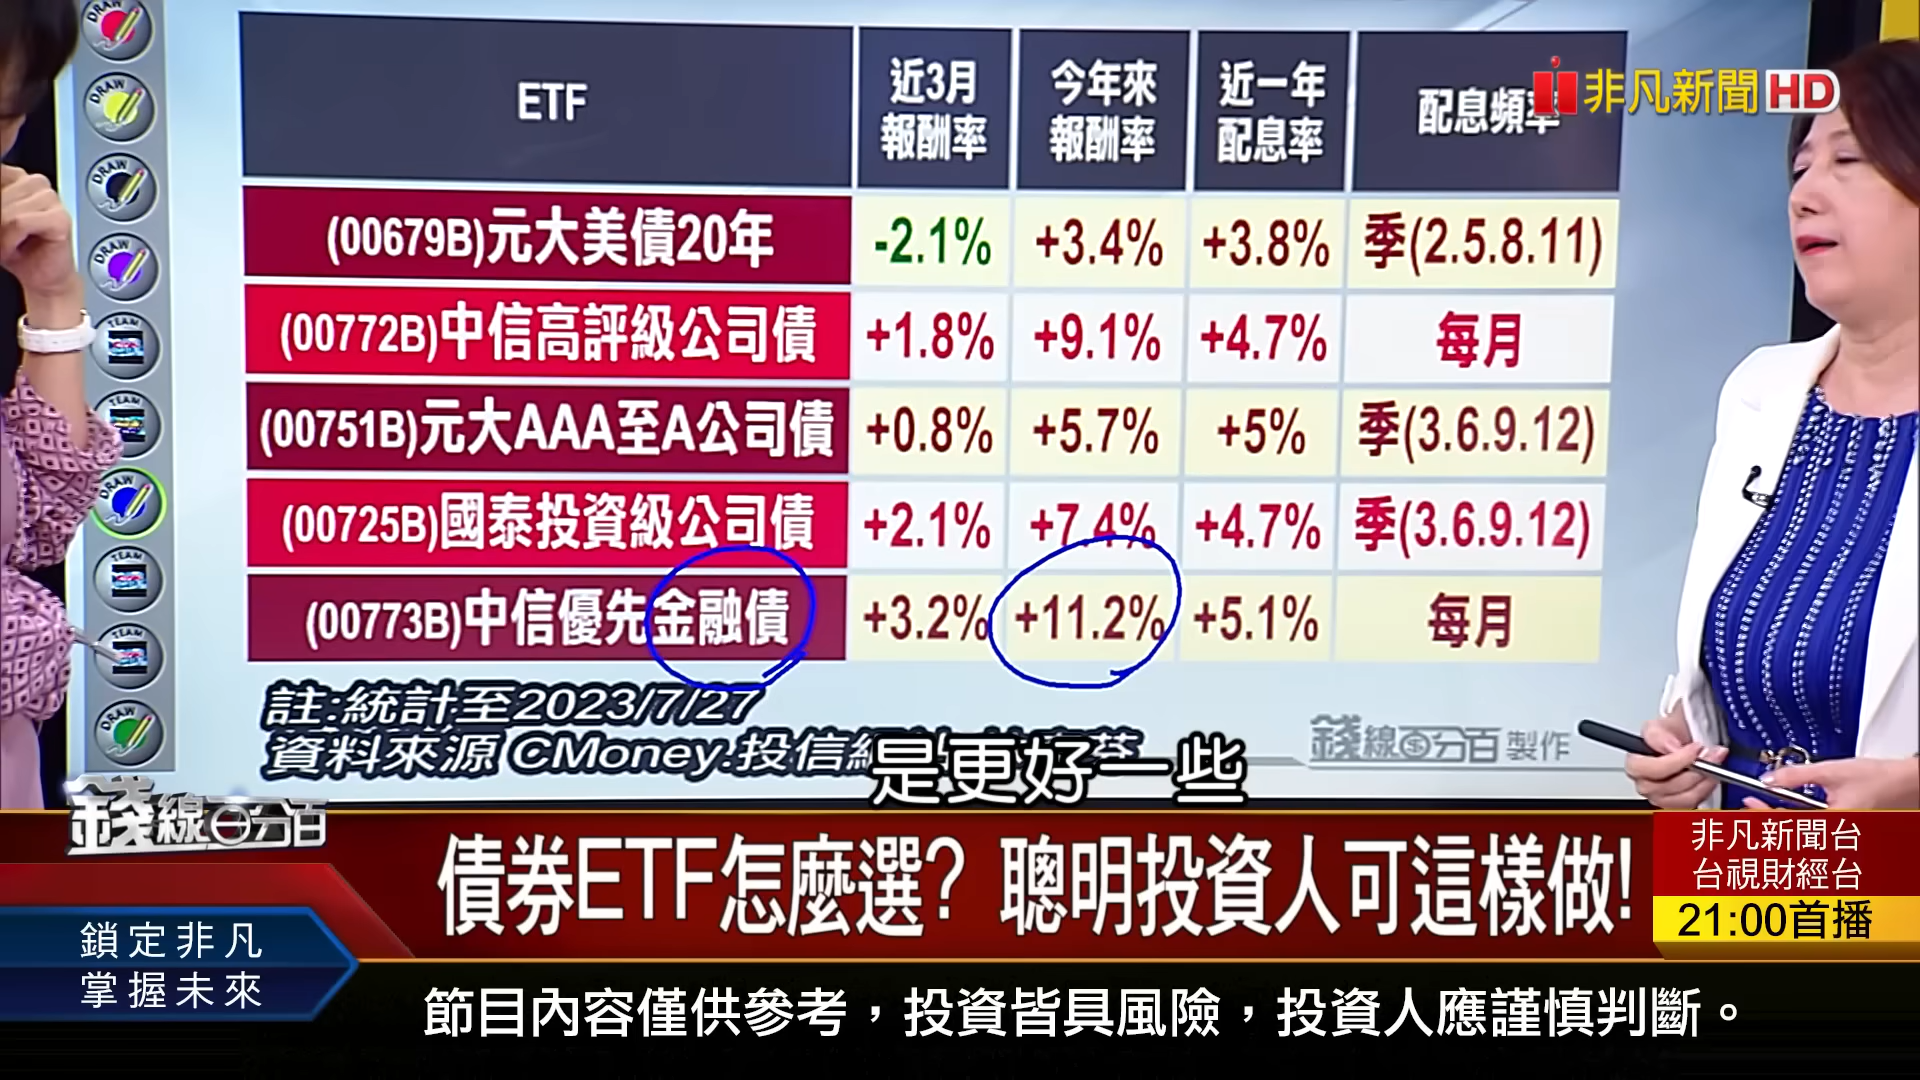 ETF 近3月報酬率 今年來報酬率 近一年配息率 配息頻率
非凡新聞HD
(00679B)元大美債20年 -2.1% +3.4% +3.8% 季(2.5.8.11)
(00772B)中信高評級公司債 +1.8% +9.1% +4.7% 每月
(00751B)元大AAA至A公司債 +0.8% +5.7% +5% 季(3.6.9.12)
(00725B)國泰投資級公司債 +2.1% +7.4% +4.7% 季(3.6.9.12)
(00773B)中信優先金融債 +3.2% +11.2% +5.1% 每月
DRAW
DRAW
DRAW
DRAW
TEAM
TEAM
DRAW
TEAM
TEAM
DRAW
註:統計至2023/7/27
資料來源 CMoney.投信
錢線百分百 製作
是更好一些
錢線百分百
債券ETF怎麼選? 聰明投資人可這樣做!
非凡新聞台
台視財經台
21:00首播
鎖定非凡
掌握未來
節目內容僅供參考，投資皆具風險，投資人應謹慎判斷。